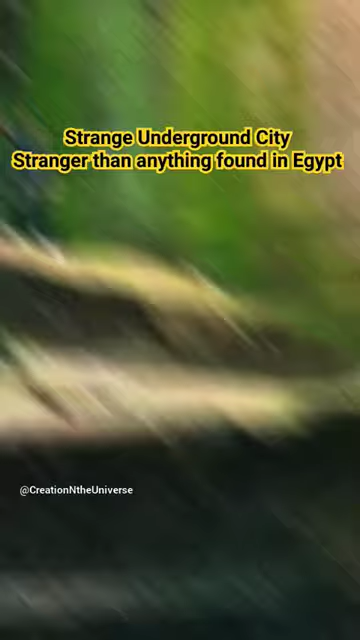 Strange Underground City
Stranger than anything found in Egypt
@CreationNtheUniverse